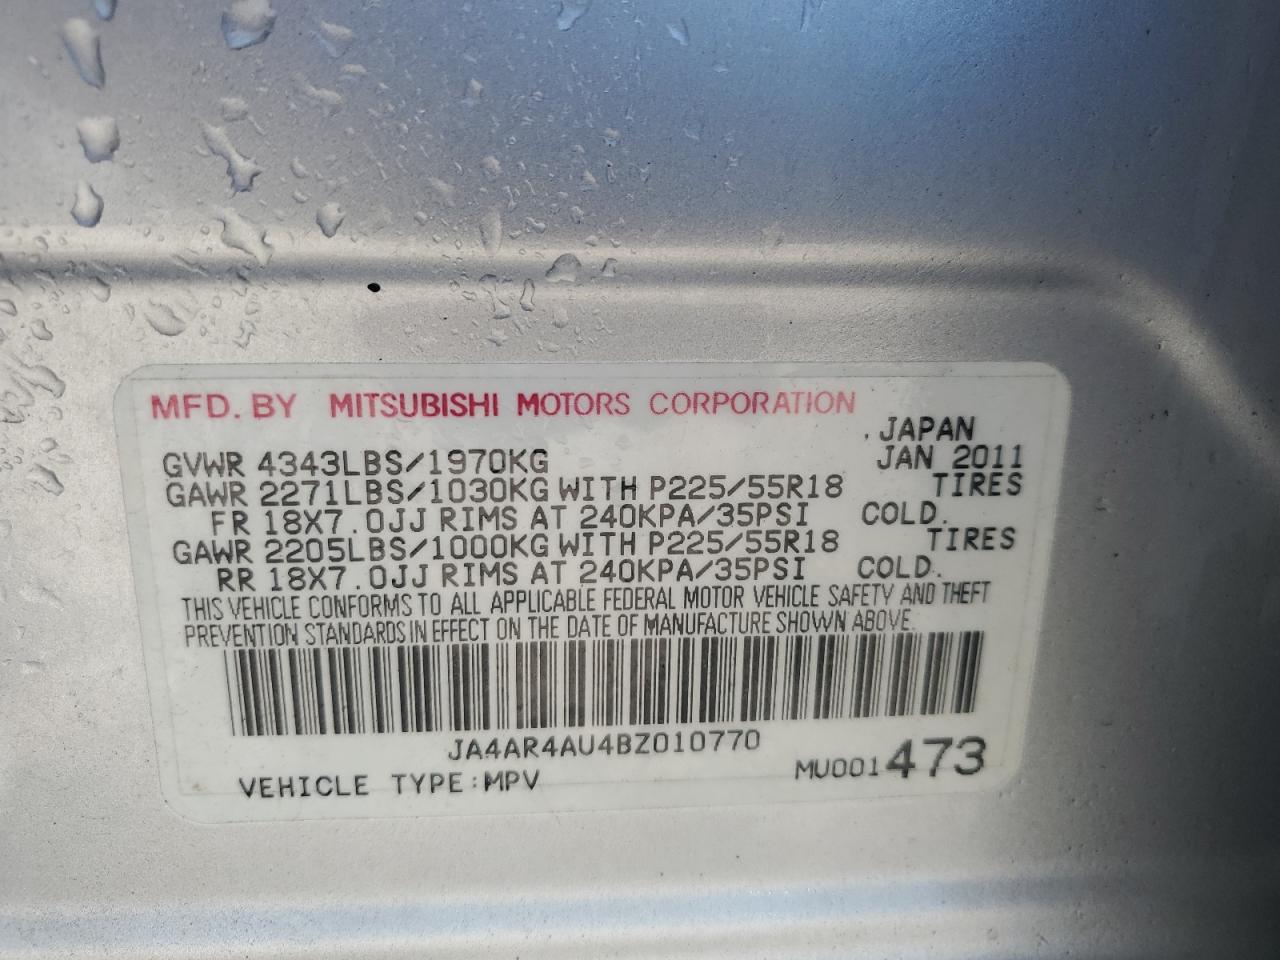 MFD. BY MITSUBISHI MOTORS CORPORATION
. JAPAN
GVWR 4343LBS/1970KG JAN 2011
GAWR 2271LBS/1030KG WITH P225/55R18 TIRES
FR 18X7.0JJ RIMS AT 240KPA/35PSI COLD.
GAWR 2205LBS/1000KG WITH P225/55R18 TIRES
RR 18X7.0JJ RIMS AT 240KPA/35PSI COLD.
THIS VEHICLE CONFORMS TO ALL APPLICABLE FEDERAL MOTOR VEHICLE SAFETY AND THEFT
PREVENTION STANDARDS IN EFFECT ON THE DATE OF MANUFACTURE SHOWN ABOVE.
JA4AR4AU4BZ010770
VEHICLE TYPE:MPV MU001473